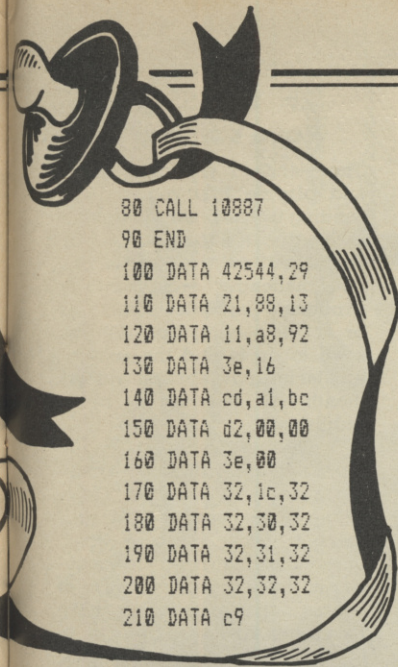 80 CALL 10887
90 END
100 DATA 42544,29
110 DATA 21,88,13
120 DATA 11,a8,92
130 DATA 3e,16
140 DATA cd,a1,bc
150 DATA d2,00,00
160 DATA 3e,00
170 DATA 32,1c,32
180 DATA 32,30,32
190 DATA 32,31,32
200 DATA 32,32,32
210 DATA c9